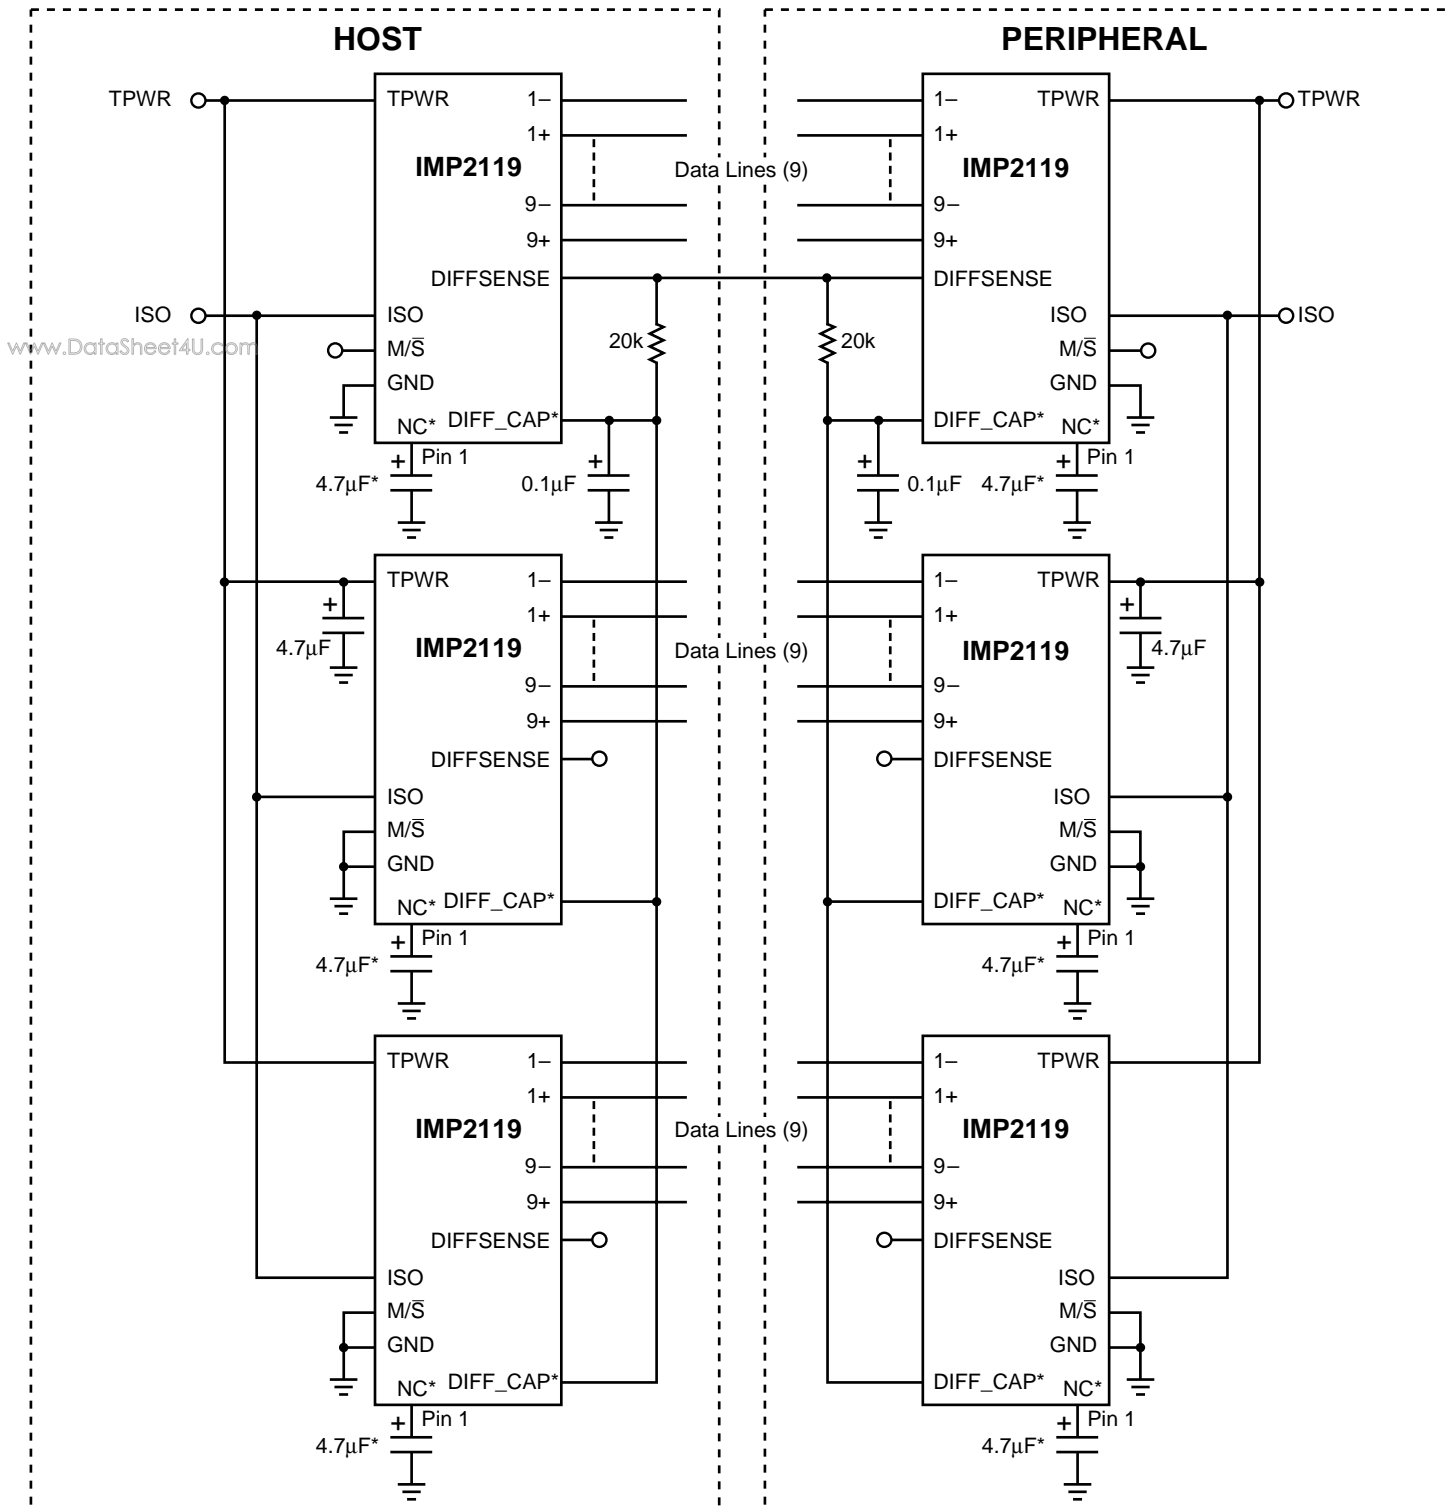 HOST
PERIPHERAL
TPWR
TPWR
1–
1+
IMP2119
9–
9+
DIFFSENSE
ISO
ISO
M/S̅
GND
NC*
DIFF_CAP*
Pin 1
4.7µF*
0.1µF
20k
Data Lines (9)
1–
TPWR
TPWR
1+
IMP2119
9–
9+
DIFFSENSE
ISO
ISO
M/S̅
GND
DIFF_CAP*
NC*
Pin 1
20k
0.1µF
4.7µF*
www.DataSheet4U.com
TPWR
1–
1+
4.7µF
IMP2119
9–
9+
DIFFSENSE
ISO
M/S̅
GND
NC*
DIFF_CAP*
Pin 1
4.7µF*
Data Lines (9)
1–
TPWR
1+
4.7µF
IMP2119
9–
9+
DIFFSENSE
ISO
M/S̅
GND
DIFF_CAP*
NC*
Pin 1
4.7µF*
TPWR
1–
1+
IMP2119
9–
9+
DIFFSENSE
ISO
M/S̅
GND
NC*
DIFF_CAP*
Pin 1
4.7µF*
Data Lines (9)
1–
TPWR
1+
IMP2119
9–
9+
DIFFSENSE
ISO
M/S̅
GND
DIFF_CAP*
NC*
Pin 1
4.7µF*